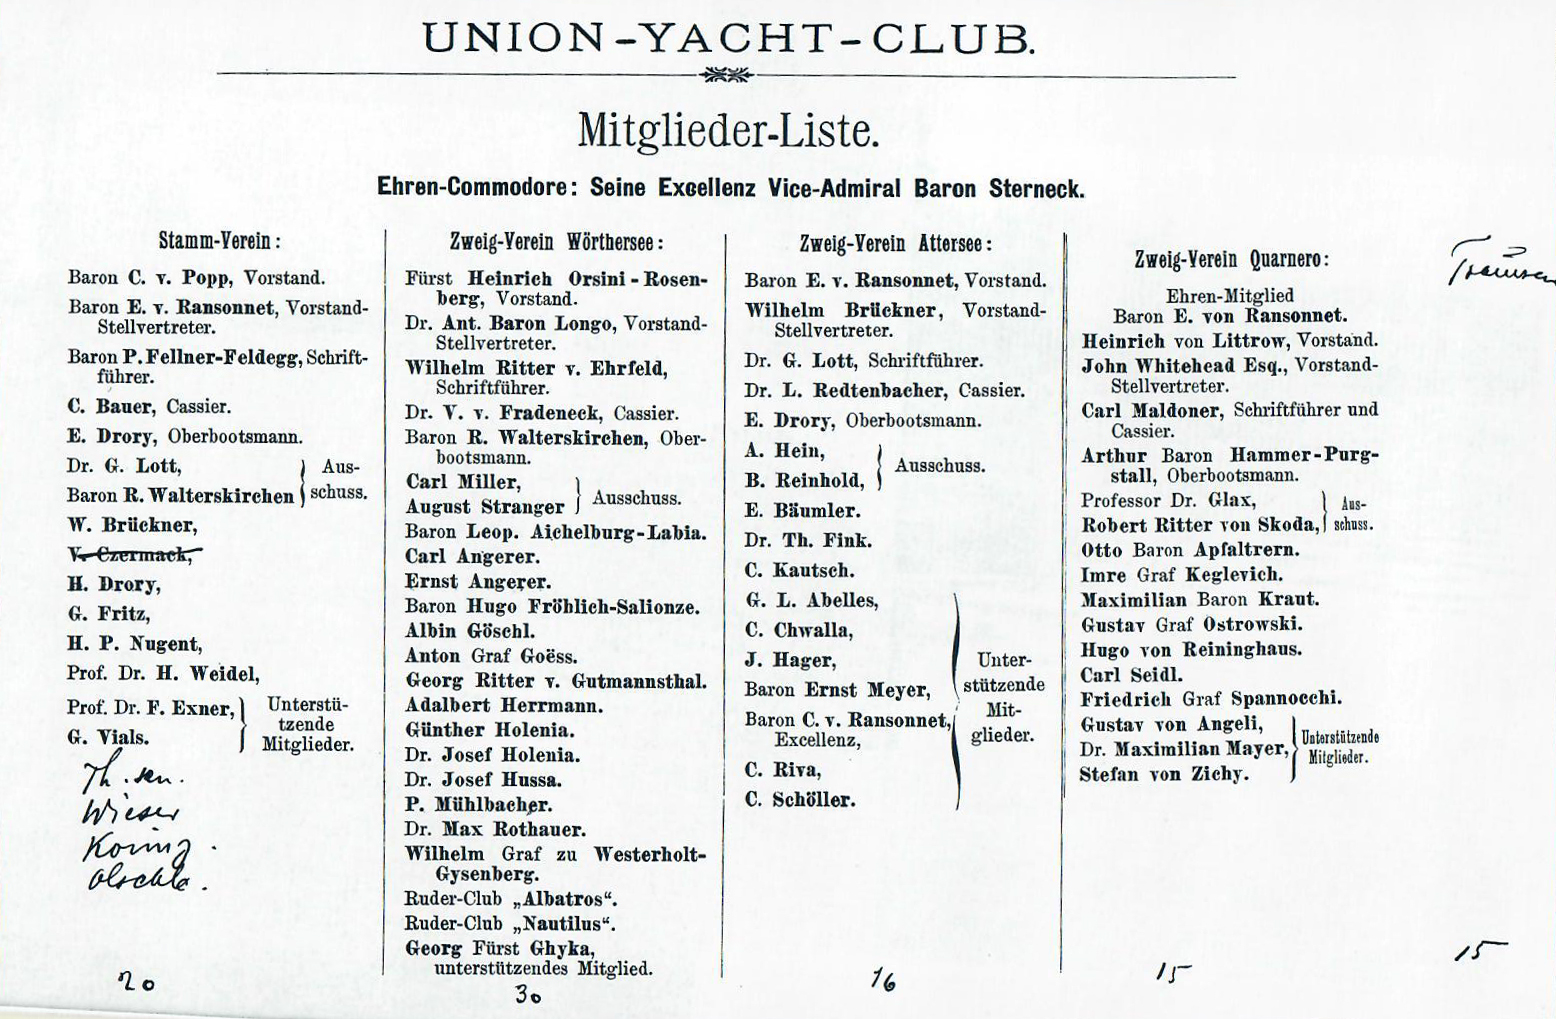 UNION-YACHT-CLUB.
Mitglieder-Liste.
Ehren-Commodore: Seine Excellenz Vice-Admiral Baron Sterneck.
Stamm-Verein:
Baron C. v. Popp, Vorstand.
Baron E. v. Ransonnet, Vorstand-
Stellvertreter.
Baron P. Fellner-Feldegg, Schrift-
führer.
C. Bauer, Cassier.
E. Drory, Oberbootsmann.
Dr. G. Lott,
Baron R. Walterskirchen
Aus-
schuss.
W. Brückner,
V. Czermack,
H. Drory,
G. Fritz,
H. P. Nugent,
Prof. Dr. H. Weidel,
Prof. Dr. F. Exner,
G. Vials.
Unterstü-
tzende
Mitglieder.
Wieser
20
Zweig-Verein Wörthersee:
Fürst Heinrich Orsini-Rosen-
berg, Vorstand.
Dr. Ant. Baron Longo, Vorstand-
Stellvertreter.
Wilhelm Ritter v. Ehrfeld,
Schriftführer.
Dr. V. v. Fradeneck, Cassier.
Baron R. Walterskirchen, Ober-
bootsmann.
Carl Miller,
August Stranger
Ausschuss.
Baron Leop. Aichelburg-Labia.
Carl Angerer.
Ernst Angerer.
Baron Hugo Fröhlich-Salionze.
Albin Göschl.
Anton Graf Goëss.
Georg Ritter v. Gutmannsthal.
Adalbert Herrmann.
Günther Holenia.
Dr. Josef Holenia.
Dr. Josef Hussa.
P. Mühlbacher.
Dr. Max Rothauer.
Wilhelm Graf zu Westerholt-
Gysenberg.
Ruder-Club „Albatros“.
Ruder-Club „Nautilus“.
Georg Fürst Ghyka,
unterstützendes Mitglied.
30
Zweig-Verein Attersee:
Baron E. v. Ransonnet, Vorstand.
Wilhelm Brückner, Vorstand-
Stellvertreter.
Dr. G. Lott, Schriftführer.
Dr. L. Redtenbacher, Cassier.
E. Drory, Oberbootsmann.
A. Hein,
B. Reinhold,
Ausschuss.
E. Bäumler.
Dr. Th. Fink.
C. Kautsch.
G. L. Abelles,
C. Chwalla,
J. Hager,
Baron Ernst Meyer,
Baron C. v. Ransonnet,
Excellenz,
C. Riva,
C. Schöller.
Unter-
stützende
Mit-
glieder.
16
Zweig-Verein Quarnero:
Ehren-Mitglied
Baron E. von Ransonnet.
Heinrich von Littrow, Vorstand.
John Whitehead Esq., Vorstand-
Stellvertreter.
Carl Maldoner, Schriftführer und
Cassier.
Arthur Baron Hammer-Purg-
stall, Oberbootsmann.
Professor Dr. Glax,
Robert Ritter von Skoda,
Aus-
schuss.
Otto Baron Apfaltrern.
Imre Graf Keglevich.
Maximilian Baron Kraut.
Gustav Graf Ostrowski.
Hugo von Reininghaus.
Carl Seidl.
Friedrich Graf Spannocchi.
Gustav von Angeli,
Dr. Maximilian Mayer,
Stefan von Zichy.
Unterstützende
Mitglieder.
15
15